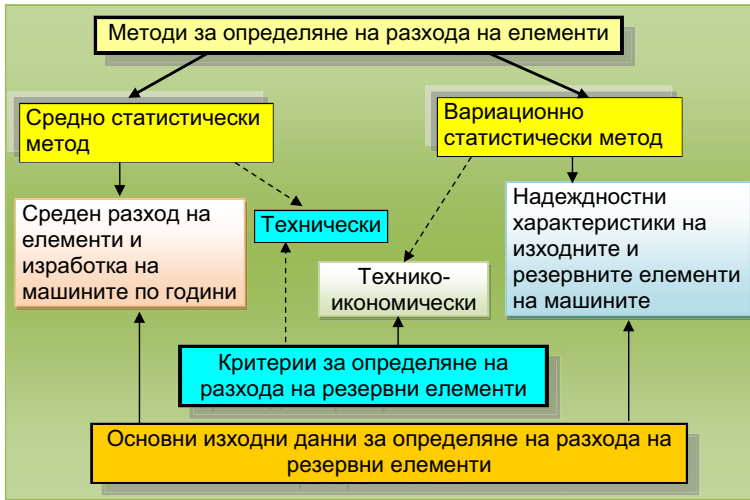 Методи за определяне на разхода на елементи
Средно статистически
метод
Вариационно
статистически метод
Среден разход на
елементи и
изработка на
машините по години
Технически
Технико-
икономически
Надеждностни
характеристики на
изходните и
резервните елементи
на машините
Критерии за определяне на
разхода на резервни елементи
Основни изходни данни за определяне на разхода на
резервни елементи